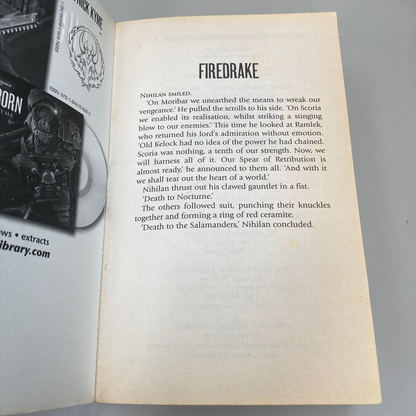 RICK KYME
ORN
ws • extracts
library.com
FIREDRAKE
NIHILAN SMILED.
'On Moribar we unearthed the means to wreak our
vengeance.' He pulled the scrolls to his side. 'On Scoria
we enabled its realisation, whilst striking a stinging
blow to our enemies.' This time he looked at Ramlek,
who returned his lord's admiration without emotion.
'Old Kelock had no idea of the power he had chained.
Scoria was nothing, a tenth of our strength. Now, we
will harness all of it. Our Spear of Retribution is
almost ready,' he announced to them all. 'And with it
we shall tear out the heart of a world.'
Nihilan thrust out his clawed gauntlet in a fist.
'Death to Nocturne,'
The others followed suit, punching their knuckles
together and forming a ring of red ceramite.
'Death to the Salamanders,' Nihilan concluded.